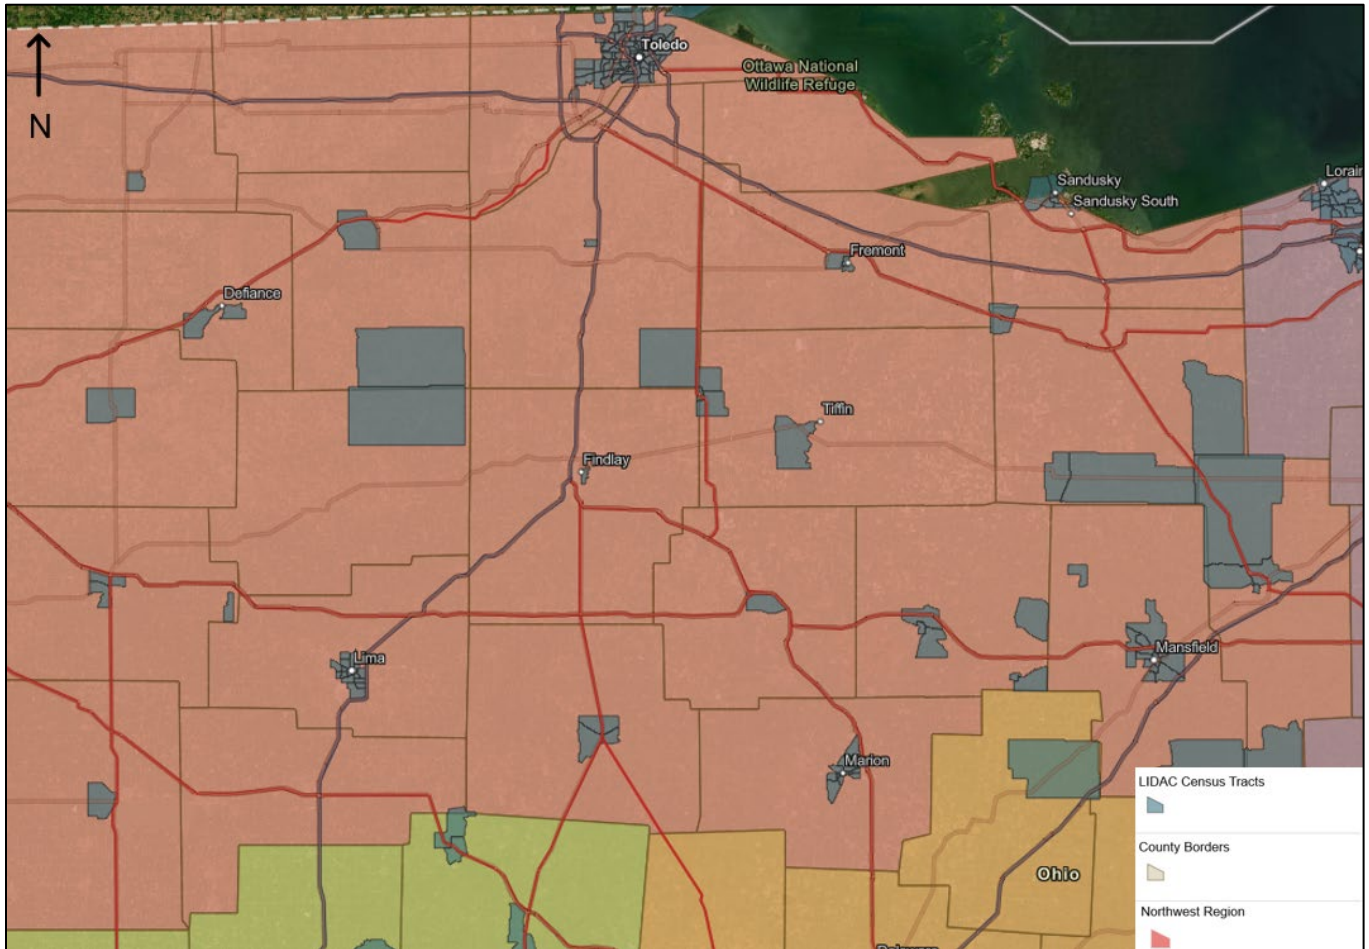 Toledo
Ottawa National
Wildlife Refuge
N
Sandusky
Lorain
Sandusky South
Fremont
Defiance
Tiffin
Findlay
Mansfield
Lima
Marion
LIDAC Census Tracts
County Borders
Ohio
Northwest Region